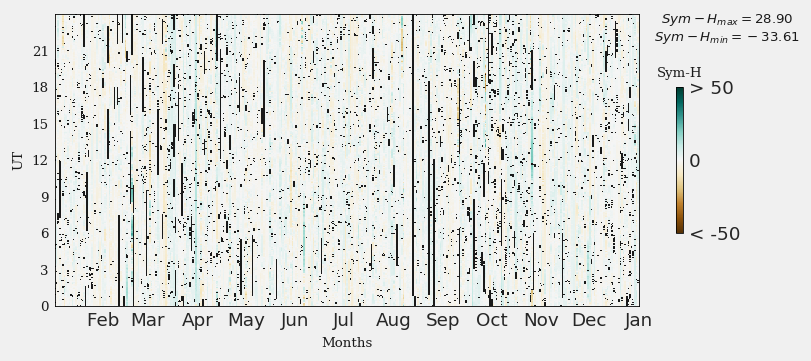 Sym − H_max = 28.90
Sym − H_min = −33.61
Sym-H
> 50
0
< -50
21
18
15
12
9
6
3
0
UT
Feb Mar Apr May Jun Jul Aug Sep Oct Nov Dec Jan
Months